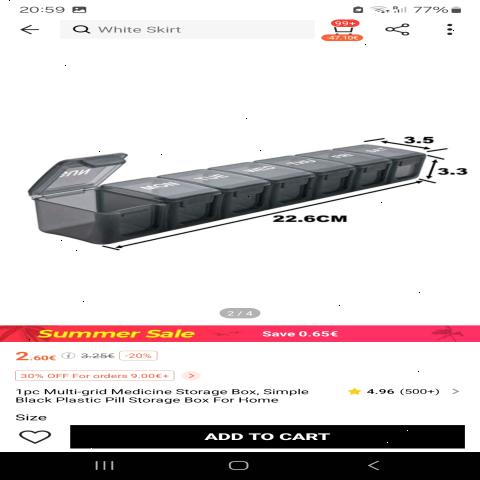 20:59 77%
White Skirt
99+
-47.10€
3.5
SUN MON TUE WED THU FRI SAT
3.3
22.6CM
2 / 4
Summer Sale Save 0.65€
2.60€ 3.25€ -20%
30% OFF For orders 9.00€+ >
1pc Multi-grid Medicine Storage Box, Simple
Black Plastic Pill Storage Box For Home
4.96 (500+) >
Size
ADD TO CART